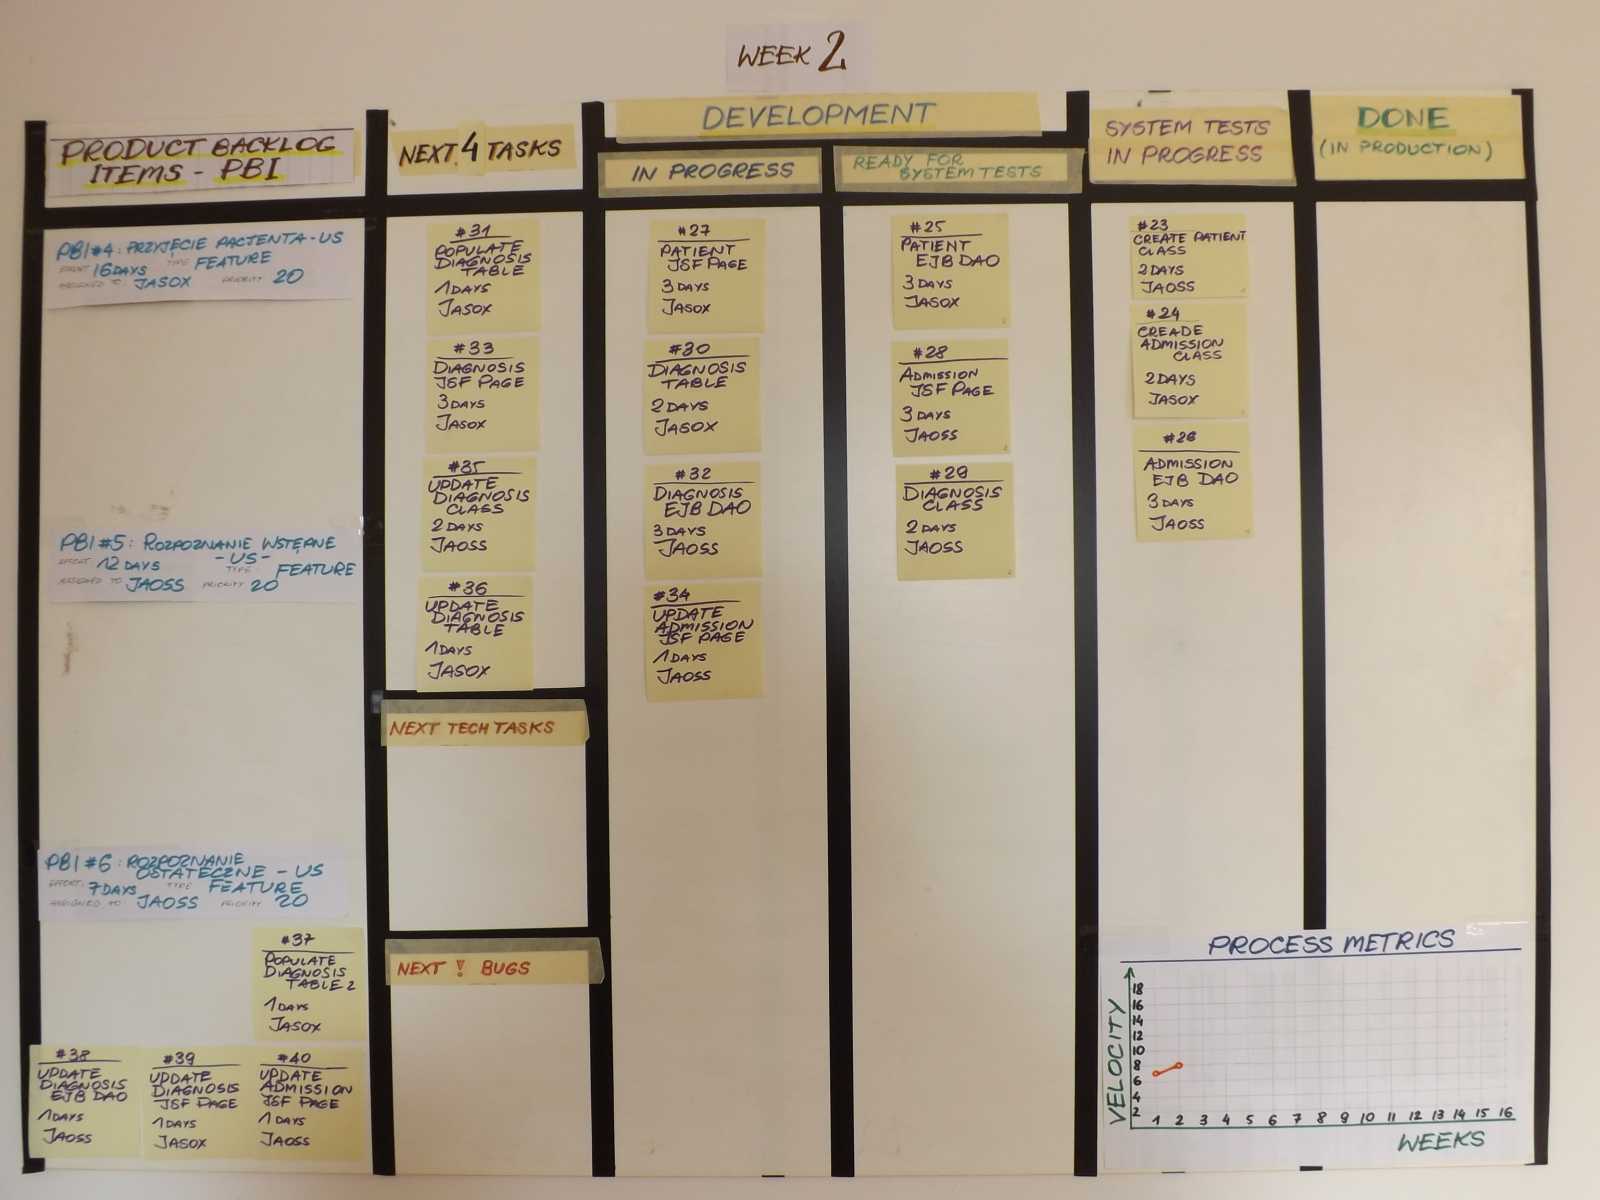 WEEK 2
PRODUCT BACKLOG
ITEMS - PBI
NEXT 4 TASKS
DEVELOPMENT
IN PROGRESS
READY FOR
SYSTEM TESTS
SYSTEM TESTS
IN PROGRESS
DONE
(IN PRODUCTION)
PBI #4: PRZYJĘCIE PACJENTA - US
EFFORT 16 DAYS TYPE FEATURE
ASSIGNED TO: JASOX PRIORITY 20
PBI #5: ROZPOZNANIE WSTĘPNE
- US -
EFFORT 12 DAYS TYPE FEATURE
ASSIGNED TO JAOSS PRIORITY 20
PBI #6: ROZPOZNANIE
OSTATECZNE - US
EFFORT: 7 DAYS TYPE FEATURE
ASSIGNED TO JAOSS PRIORITY 20
#37
POPULATE
DIAGNOSIS
TABLE 2
1 DAYS
JASOX
#38
UPDATE
DIAGNOSIS
EJB DAO
1 DAYS
JAOSS
#39
UPDATE
DIAGNOSIS
JSF PAGE
1 DAYS
JASOX
#40
UPDATE
ADMISSION
JSF PAGE
1 DAYS
JAOSS
#31
POPULATE
DIAGNOSIS
TABLE
1 DAYS
JASOX
#33
DIAGNOSIS
JSF PAGE
3 DAYS
JASOX
#35
UPDATE
DIAGNOSIS
CLASS
2 DAYS
JAOSS
#36
UPDATE
DIAGNOSIS
TABLE
1 DAYS
JASOX
NEXT TECH TASKS
NEXT ! BUGS
#27
PATIENT
JSF PAGE
3 DAYS
JASOX
#30
DIAGNOSIS
TABLE
2 DAYS
JASOX
#32
DIAGNOSIS
EJB DAO
3 DAYS
JAOSS
#34
UPDATE
ADMISSION
JSF PAGE
1 DAYS
JAOSS
#25
PATIENT
EJB DAO
3 DAYS
JASOX
#28
ADMISSION
JSF PAGE
3 DAYS
JAOSS
#29
DIAGNOSIS
CLASS
2 DAYS
JAOSS
#23
CREATE PATIENT
CLASS
2 DAYS
JAOSS
#24
CREADE
ADMISSION
CLASS
2 DAYS
JASOX
#26
ADMISSION
EJB DAO
3 DAYS
JAOSS
PROCESS METRICS
VELOCITY
18
16
14
12
10
8
6
4
2
1 2 3 4 5 6 7 8 9 10 11 12 13 14 15 16
WEEKS